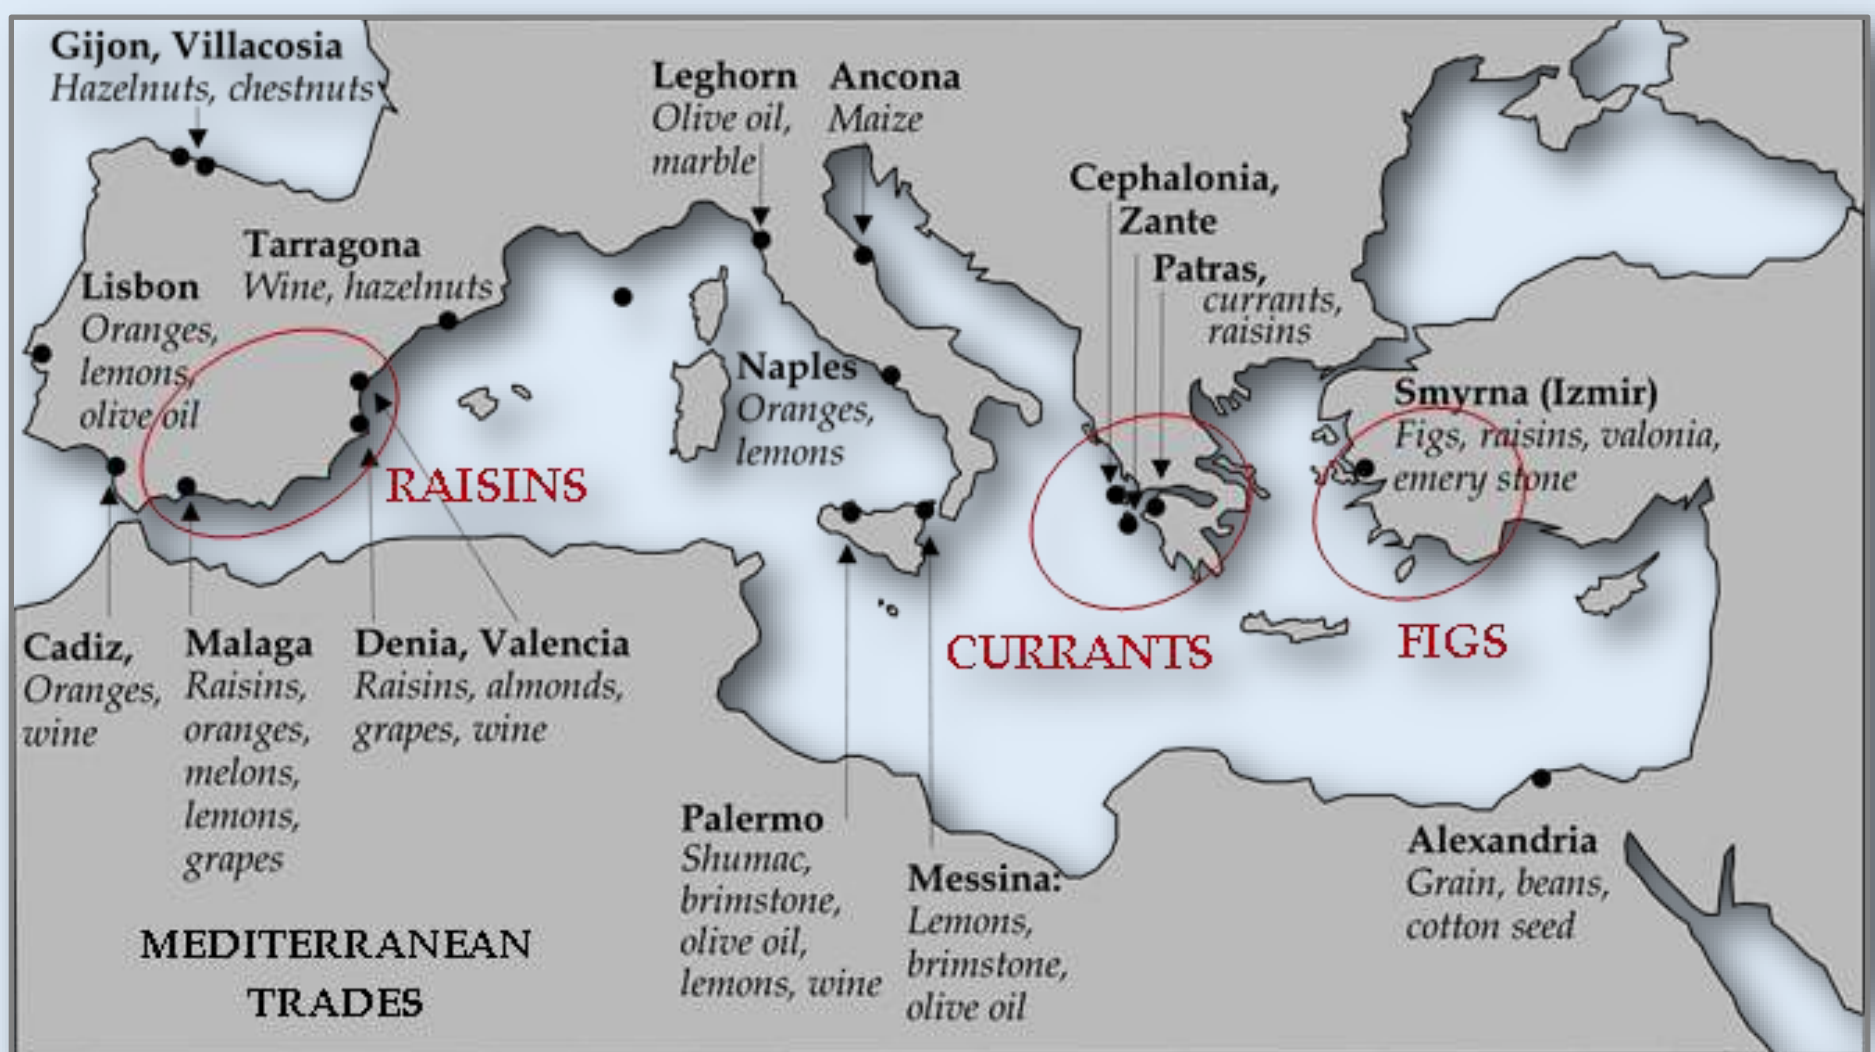 Gijon, Villacosia
Hazelnuts, chestnuts
Leghorn
Olive oil,
marble
Ancona
Maize
Cephalonia,
Zante
Patras,
currants,
raisins
Tarragona
Wine, hazelnuts
Lisbon
Oranges,
lemons,
olive oil
Naples
Oranges,
lemons
Smyrna (Izmir)
Figs, raisins, valonia,
emery stone
RAISINS
CURRANTS
FIGS
Cadiz,
Oranges,
wine
Malaga
Raisins,
oranges,
melons,
lemons,
grapes
Denia, Valencia
Raisins, almonds,
grapes, wine
Palermo
Shumac,
brimstone,
olive oil,
lemons, wine
Messina:
Lemons,
brimstone,
olive oil
Alexandria
Grain, beans,
cotton seed
MEDITERRANEAN
TRADES